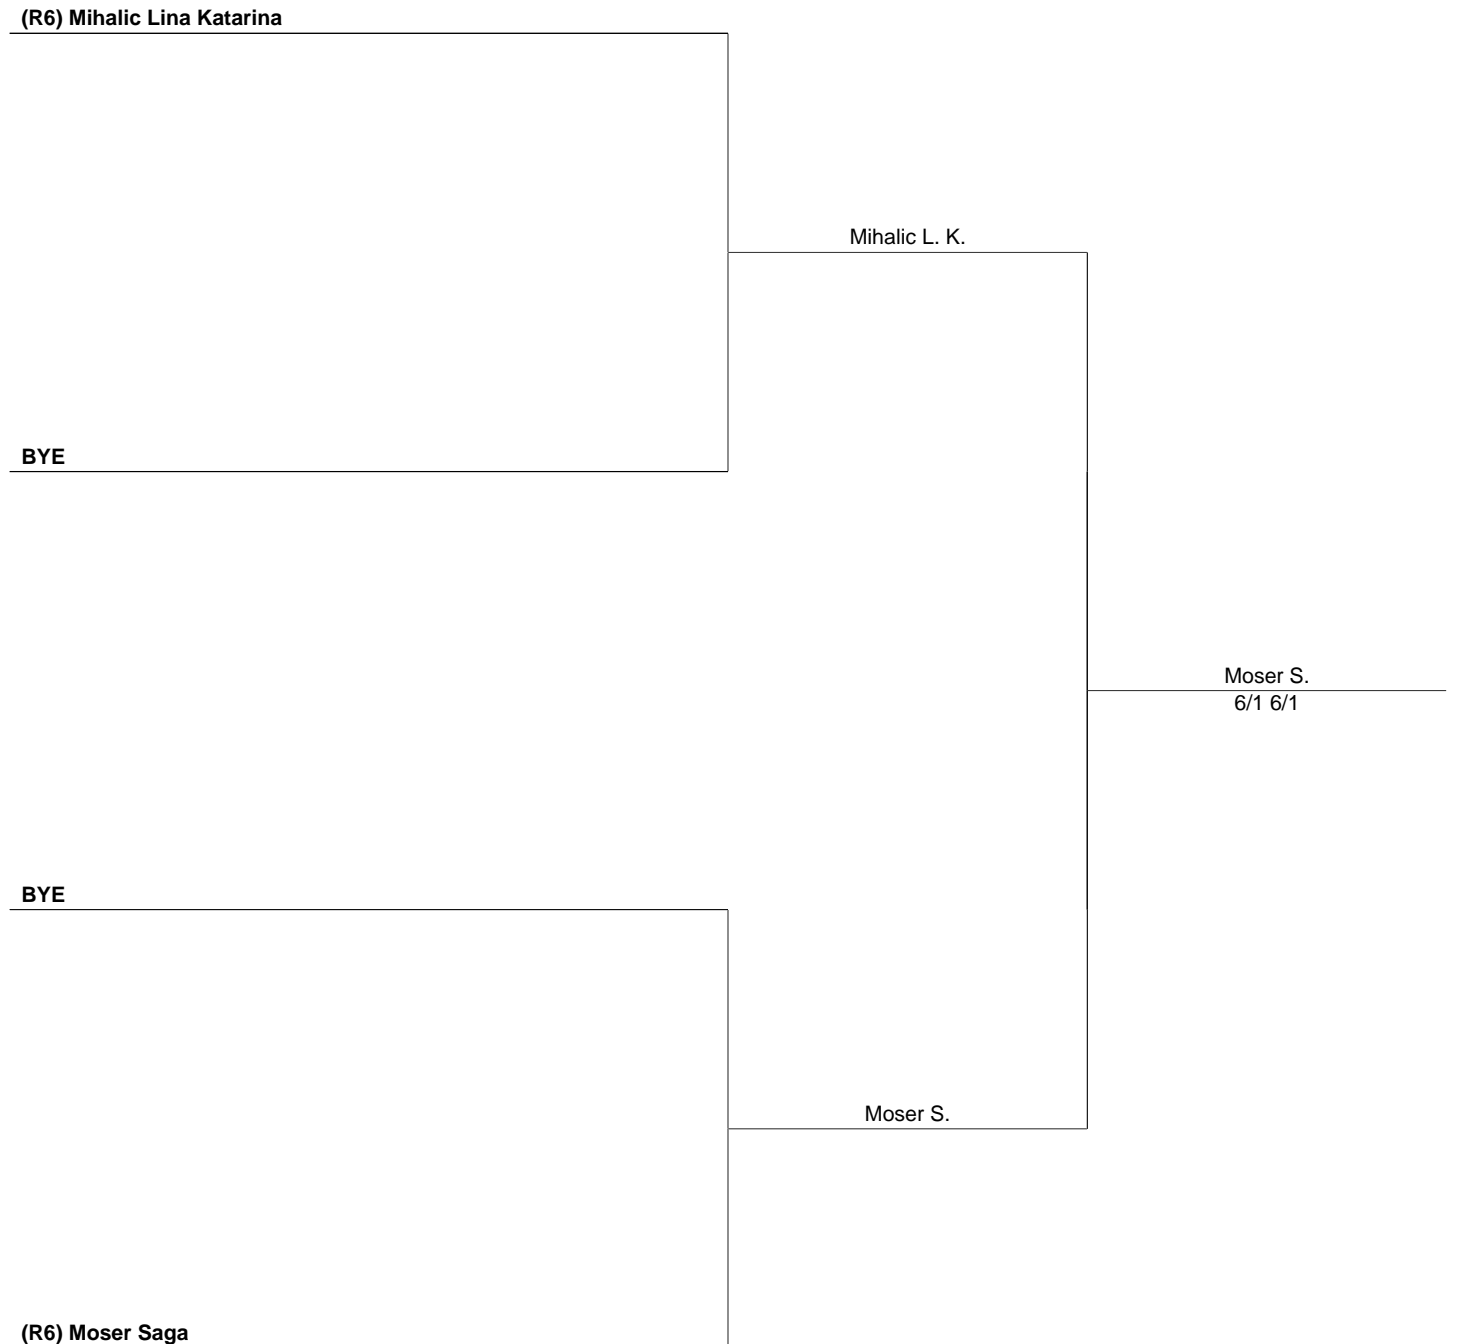 (R6) Mihalic Lina Katarina
Mihalic L. K.
BYE
Moser S.
6/1 6/1
BYE
Moser S.
(R6) Moser Saga